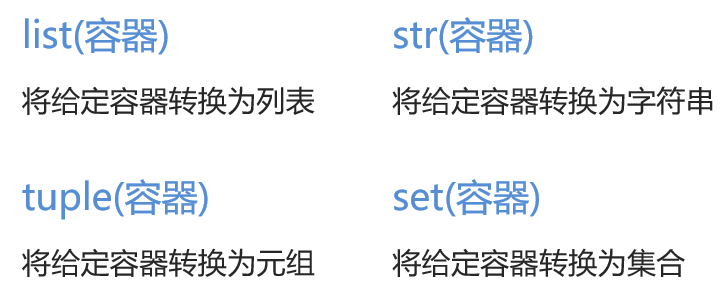 list(容器)
将给定容器转换为列表
str(容器)
将给定容器转换为字符串
tuple(容器)
将给定容器转换为元组
set(容器)
将给定容器转换为集合